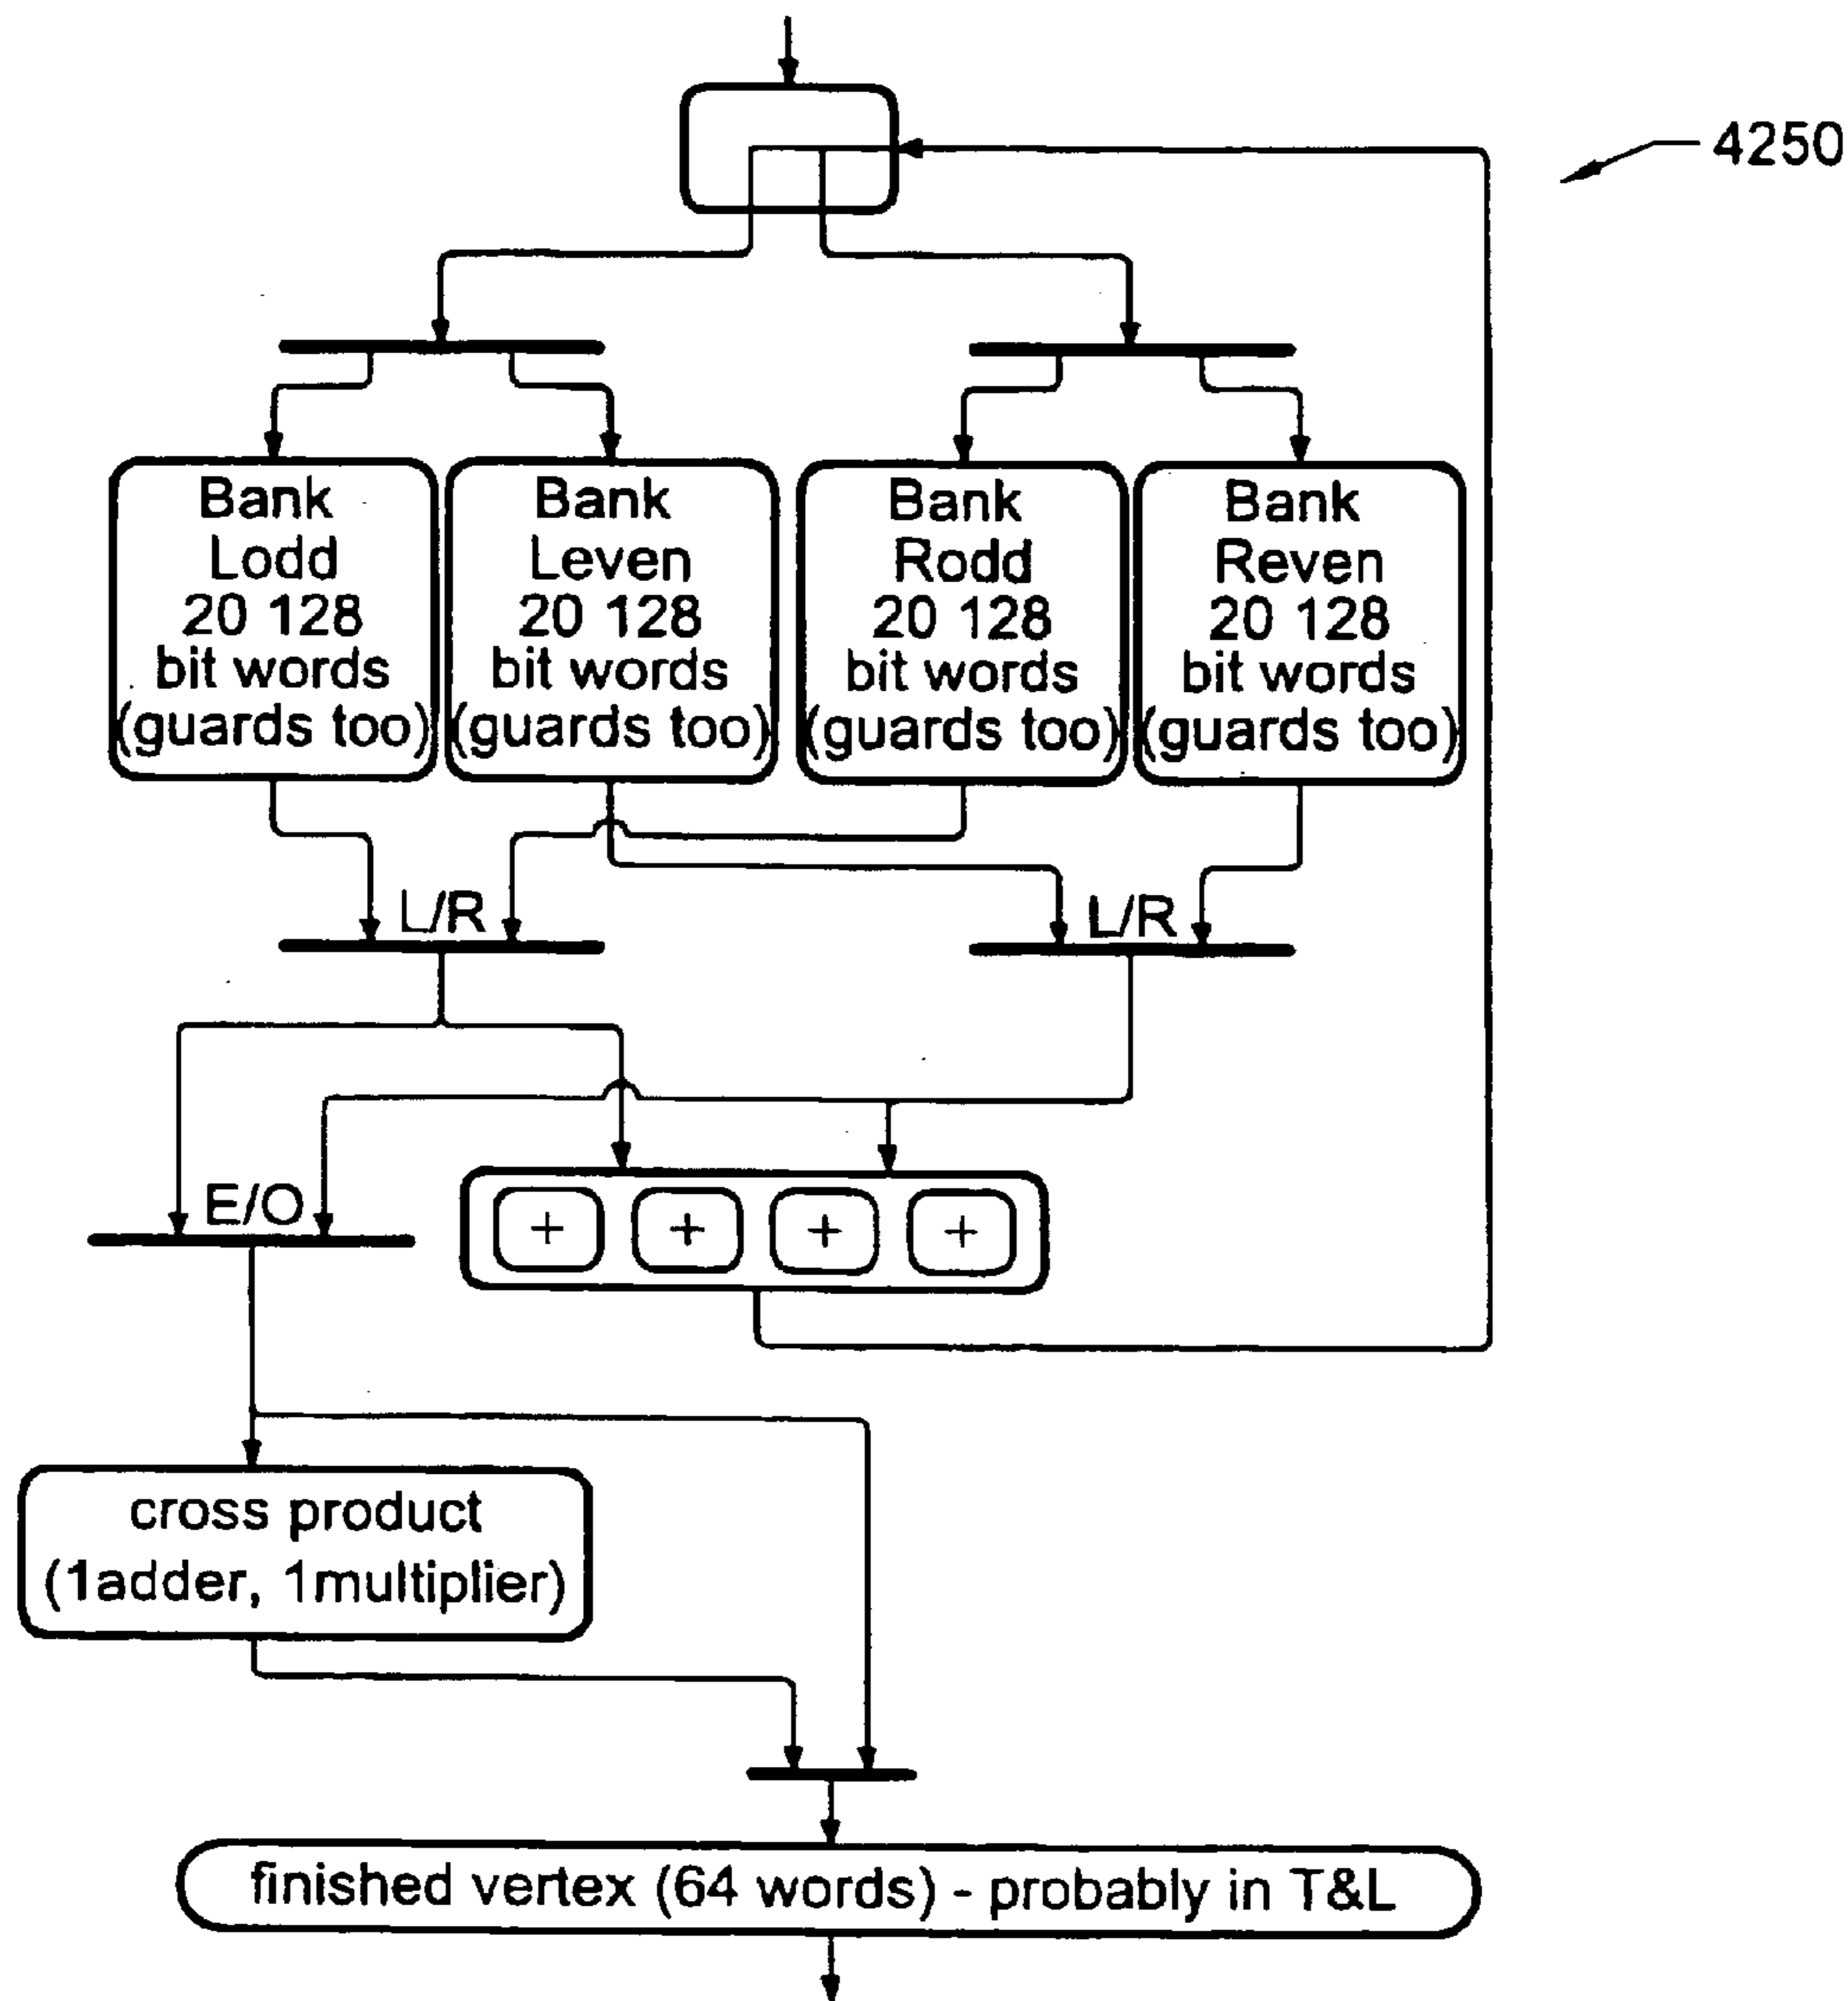 4250
Bank
Lodd
20 128
bit words
(guards too)
Bank
Leven
20 128
bit words
(guards too)
Bank
Rodd
20 128
bit words
(guards too)
Bank
Reven
20 128
bit words
(guards too)
L/R
L/R
E/O
+ + + +
cross product
(1adder, 1multiplier)
finished vertex (64 words) - probably in T&L